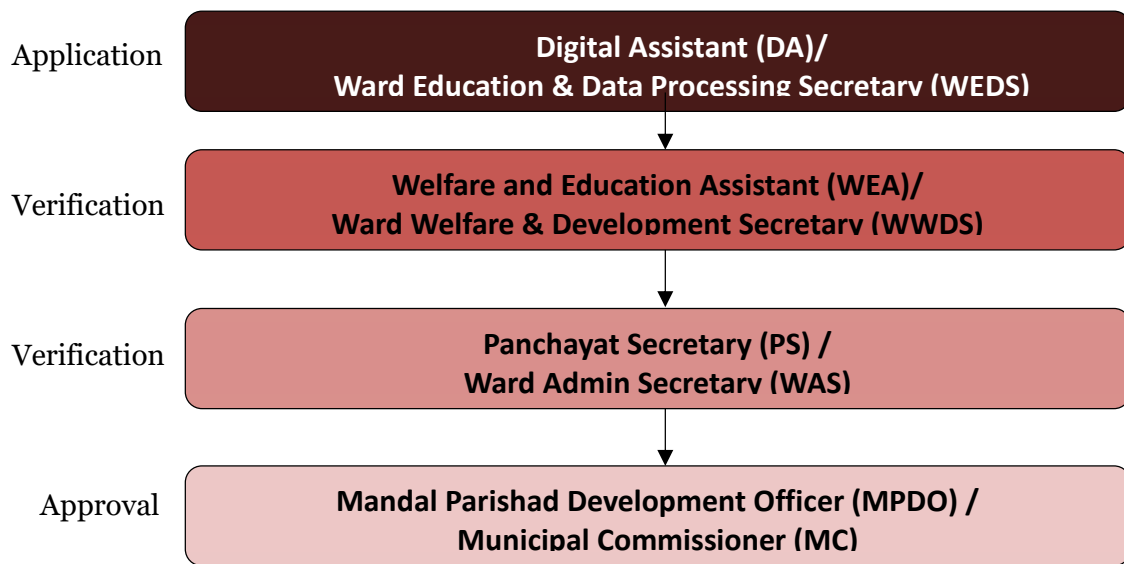 Application
Digital Assistant (DA)/
Ward Education & Data Processing Secretary (WEDS)
Verification
Welfare and Education Assistant (WEA)/
Ward Welfare & Development Secretary (WWDS)
Verification
Panchayat Secretary (PS) /
Ward Admin Secretary (WAS)
Approval
Mandal Parishad Development Officer (MPDO) /
Municipal Commissioner (MC)